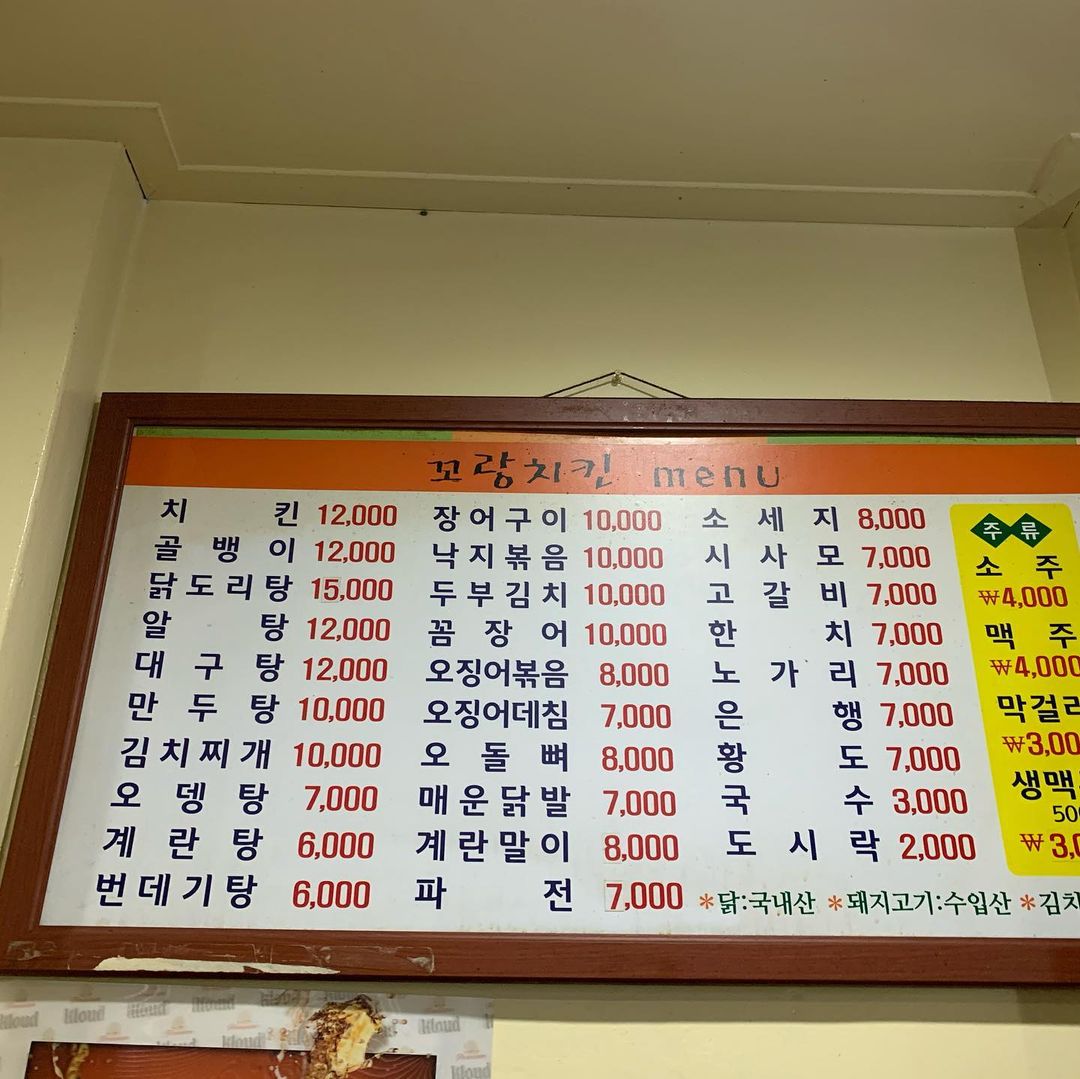 꼬랑치킨 menu
치킨 12,000
골뱅이 12,000
닭도리탕 15,000
알탕 12,000
대구탕 12,000
만두탕 10,000
김치찌개 10,000
오뎅탕 7,000
계란탕 6,000
번데기탕 6,000
장어구이 10,000
낙지볶음 10,000
두부김치 10,000
꼼장어 10,000
오징어볶음 8,000
오징어데침 7,000
오돌뼈 8,000
매운닭발 7,000
계란말이 8,000
파전 7,000
소세지 8,000
시사모 7,000
고갈비 7,000
한치 7,000
노가리 7,000
은행 7,000
황도 7,000
국수 3,000
도시락 2,000
주류
소주
₩4,000
맥주
₩4,000
막걸리
₩3,00
생맥
50
₩3,0
*닭:국내산 *돼지고기:수입산 *김치
kloud